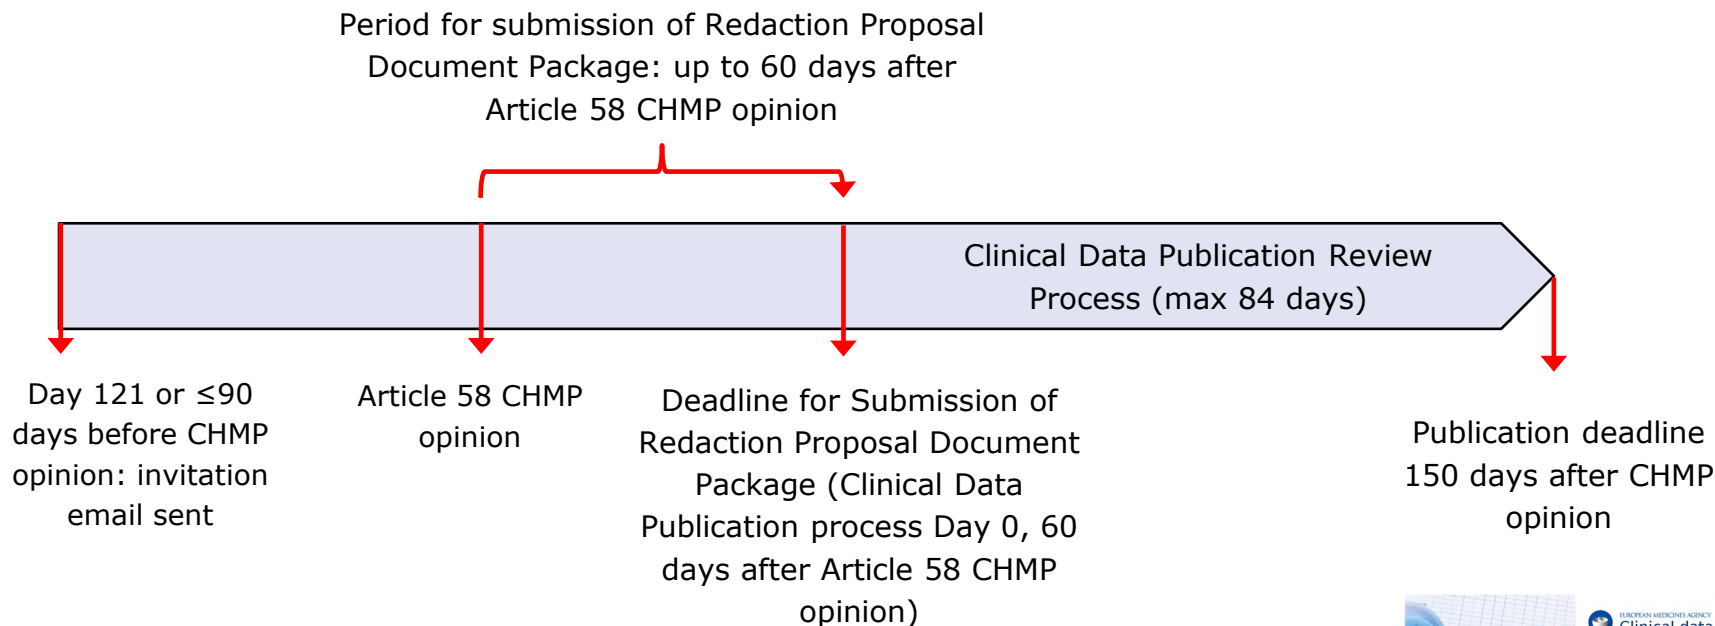 Period for submission of Redaction Proposal
Document Package: up to 60 days after
Article 58 CHMP opinion
Clinical Data Publication Review
Process (max 84 days)
Day 121 or ≤90
days before CHMP
opinion: invitation
email sent
Article 58 CHMP
opinion
Deadline for Submission of
Redaction Proposal Document
Package (Clinical Data
Publication process Day 0, 60
days after Article 58 CHMP
opinion)
Publication deadline
150 days after CHMP
opinion
EUROPEAN MEDICINES AGENCY
Clinical data